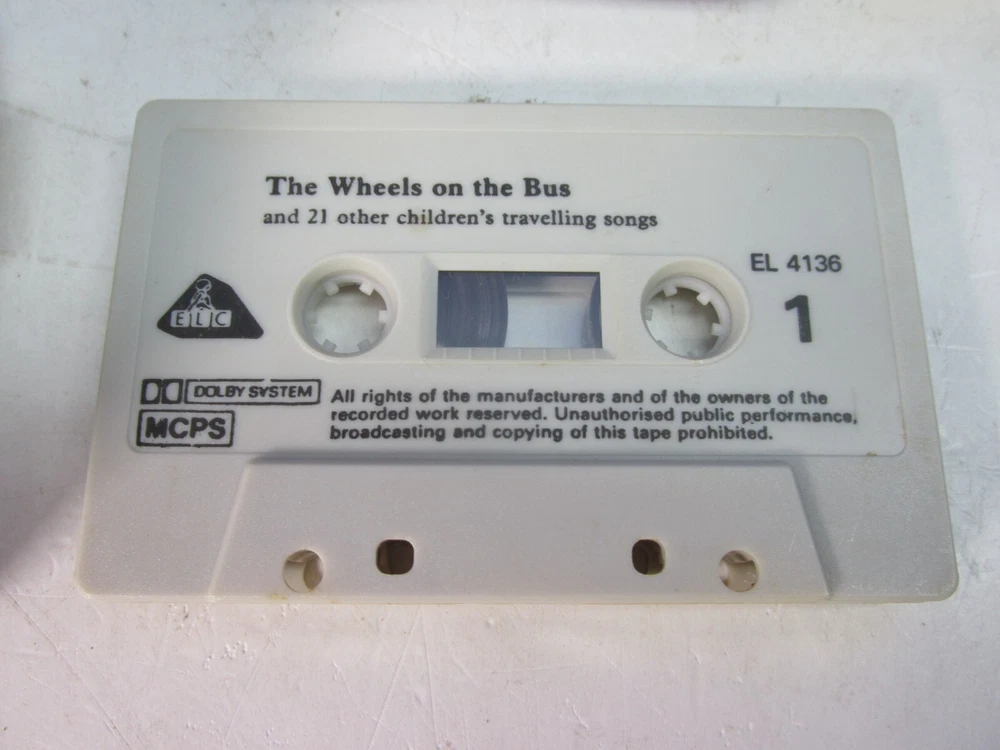 The Wheels on the Bus
and 21 other children's travelling songs
EL 4136
1
ELC
DOLBY SYSTEM
MCPS
All rights of the manufacturers and of the owners of the
recorded work reserved. Unauthorised public performance,
broadcasting and copying of this tape prohibited.